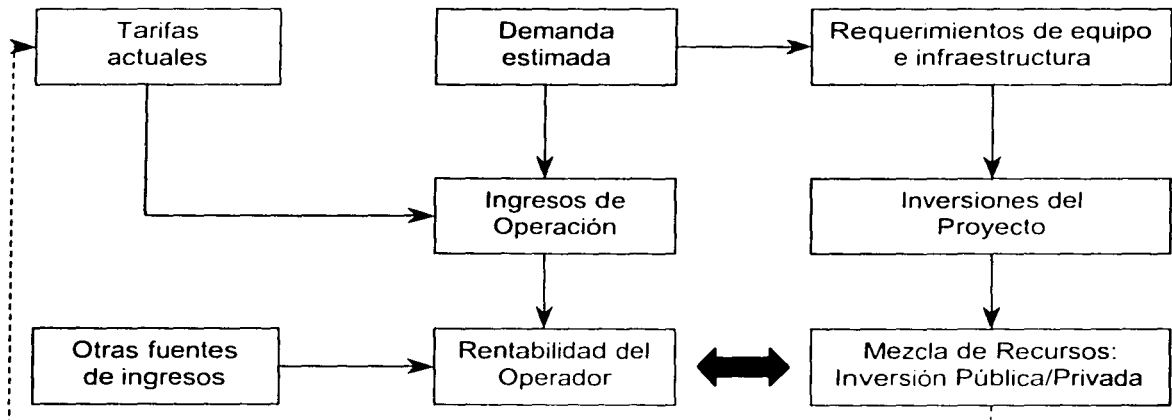 Tarifas
actuales
Demanda
estimada
Requerimientos de equipo
e infraestructura
Ingresos de
Operación
Inversiones del
Proyecto
Otras fuentes
de ingresos
Rentabilidad del
Operador
Mezcla de Recursos:
Inversión Pública/Privada